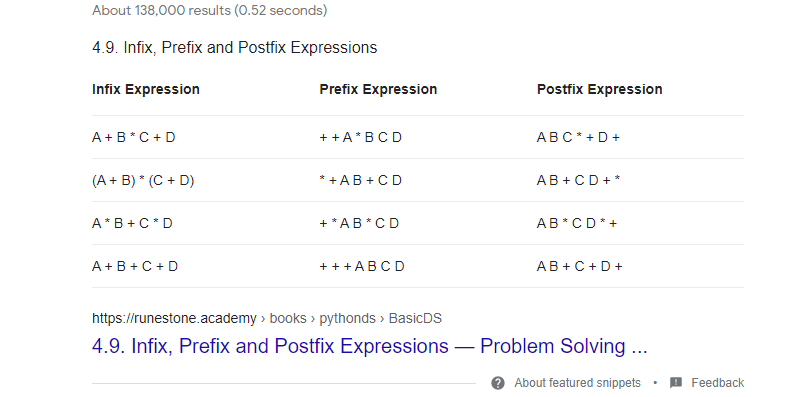 About 138,000 results (0.52 seconds)
4.9. Infix, Prefix and Postfix Expressions
Infix Expression Prefix Expression Postfix Expression
A + B * C + D + + A * B C D A B C * + D +
(A + B) * (C + D) * + A B + C D A B + C D + *
A * B + C * D + * A B * C D A B * C D * +
A + B + C + D + + + A B C D A B + C + D +
https://runestone.academy › books › pythonds › BasicDS
4.9. Infix, Prefix and Postfix Expressions — Problem Solving ...
About featured snippets • Feedback